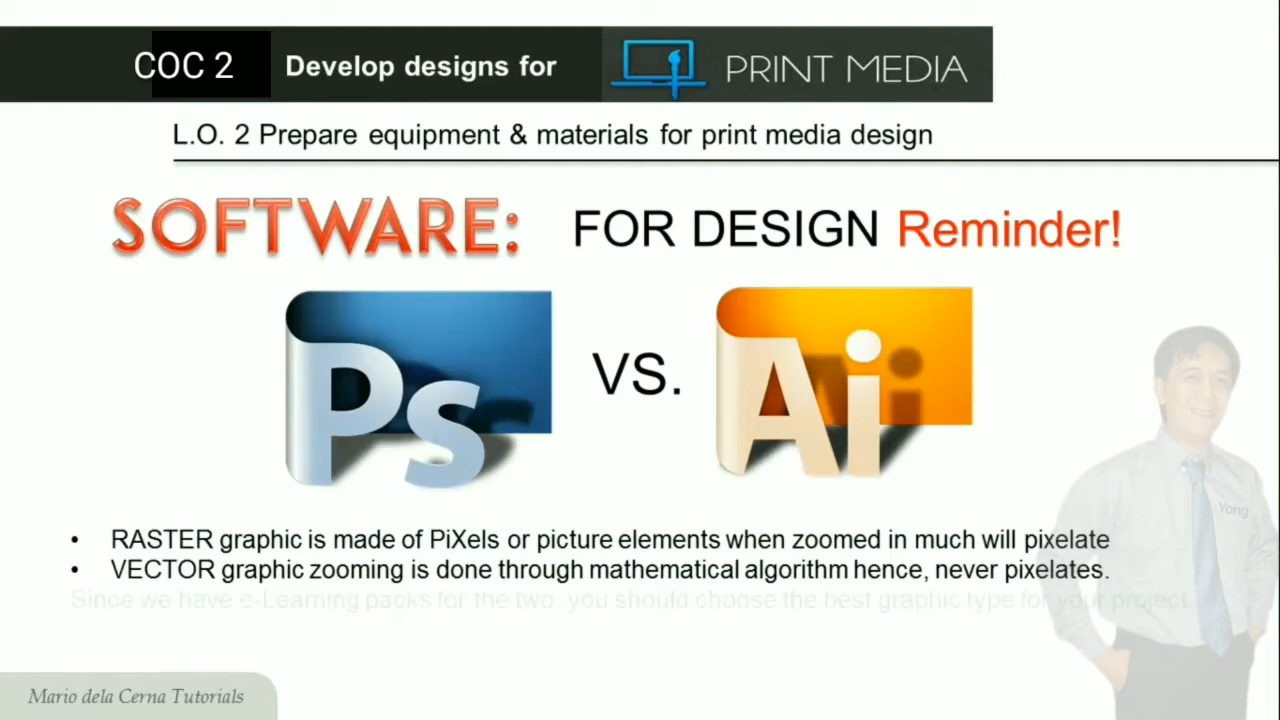 COC 2 Develop designs for PRINT MEDIA
L.O. 2 Prepare equipment & materials for print media design
SOFTWARE: FOR DESIGN Reminder!
Ps VS. Ai
Yong
• RASTER graphic is made of PiXels or picture elements when zoomed in much will pixelate
• VECTOR graphic zooming is done through mathematical algorithm hence, never pixelates.
Since we have e-Learning packs for the two, you should choose the best graphic type for your project
Mario dela Cerna Tutorials